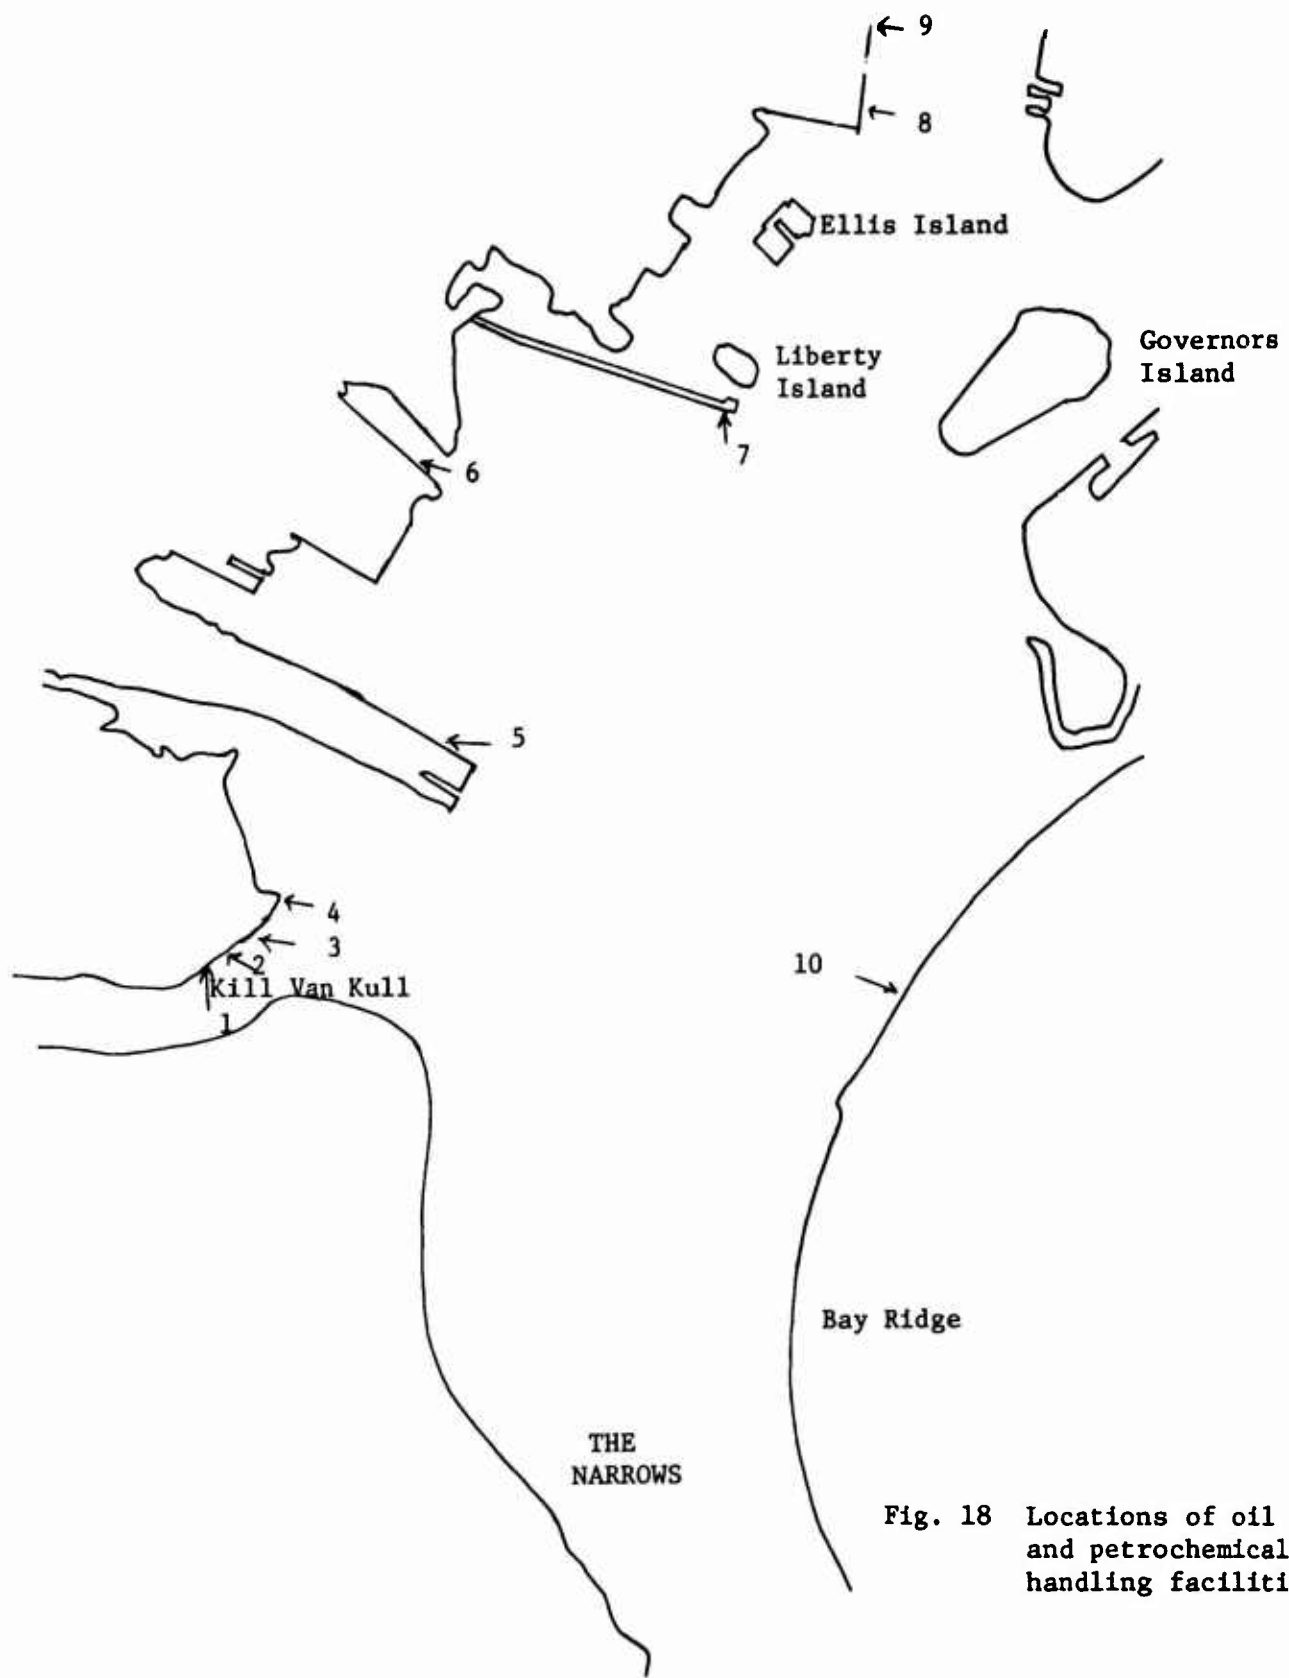 9
8
Ellis Island
Governors
Island
Liberty
Island
7
6
5
4
3
2
10
Kill Van Kull
1
Bay Ridge
THE
NARROWS
Fig. 18 Locations of oil
and petrochemical
handling faciliti